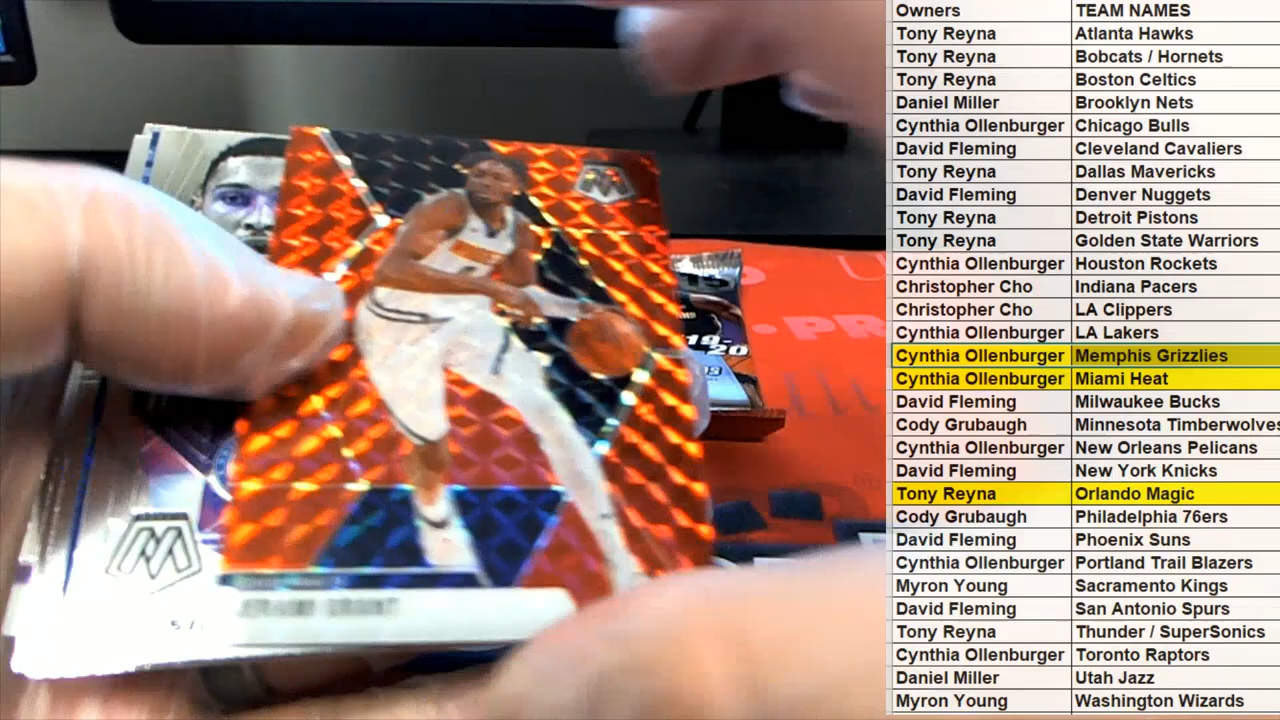 Owners TEAM NAMES
Tony Reyna Atlanta Hawks
Tony Reyna Bobcats / Hornets
Tony Reyna Boston Celtics
Daniel Miller Brooklyn Nets
Cynthia Ollenburger Chicago Bulls
David Fleming Cleveland Cavaliers
Tony Reyna Dallas Mavericks
David Fleming Denver Nuggets
Tony Reyna Detroit Pistons
Tony Reyna Golden State Warriors
Cynthia Ollenburger Houston Rockets
Christopher Cho Indiana Pacers
Christopher Cho LA Clippers
Cynthia Ollenburger LA Lakers
Cynthia Ollenburger Memphis Grizzlies
Cynthia Ollenburger Miami Heat
David Fleming Milwaukee Bucks
Cody Grubaugh Minnesota Timberwolves
Cynthia Ollenburger New Orleans Pelicans
David Fleming New York Knicks
Tony Reyna Orlando Magic
Cody Grubaugh Philadelphia 76ers
David Fleming Phoenix Suns
Cynthia Ollenburger Portland Trail Blazers
Myron Young Sacramento Kings
David Fleming San Antonio Spurs
Tony Reyna Thunder / SuperSonics
Cynthia Ollenburger Toronto Raptors
Daniel Miller Utah Jazz
Myron Young Washington Wizards
19-
20
JERAMI GRANT